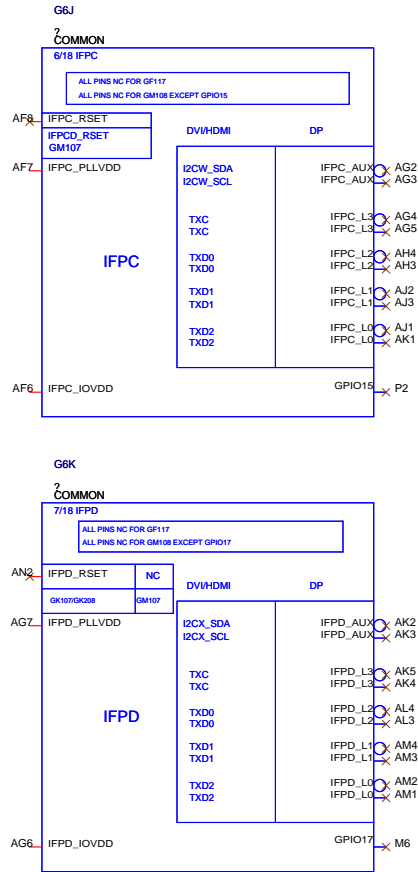 G6J
?
COMMON
6/18 IFPC
ALL PINS NC FOR GF117
ALL PINS NC FOR GM108 EXCEPT GPIO15
AF8 IFPC_RSET
IFPCD_RSET
GM107
DVI/HDMI DP
AF7 IFPC_PLLVDD
I2CW_SDA IFPC_AUX AG2
I2CW_SCL IFPC_AUX AG3
TXC IFPC_L3 AG4
TXC IFPC_L3 AG5
TXD0 IFPC_L2 AH4
TXD0 IFPC_L2 AH3
IFPC
TXD1 IFPC_L1 AJ2
TXD1 IFPC_L1 AJ3
TXD2 IFPC_L0 AJ1
TXD2 IFPC_L0 AK1
AF6 IFPC_IOVDD GPIO15 P2
G6K
?
COMMON
7/18 IFPD
ALL PINS NC FOR GF117
ALL PINS NC FOR GM108 EXCEPT GPIO17
AN2 IFPD_RSET NC
GK107/GK208 GM107
DVI/HDMI DP
AG7 IFPD_PLLVDD
I2CX_SDA IFPD_AUX AK2
I2CX_SCL IFPD_AUX AK3
TXC IFPD_L3 AK5
TXC IFPD_L3 AK4
TXD0 IFPD_L2 AL4
TXD0 IFPD_L2 AL3
IFPD
TXD1 IFPD_L1 AM4
TXD1 IFPD_L1 AM3
TXD2 IFPD_L0 AM2
TXD2 IFPD_L0 AM1
AG6 IFPD_IOVDD GPIO17 M6